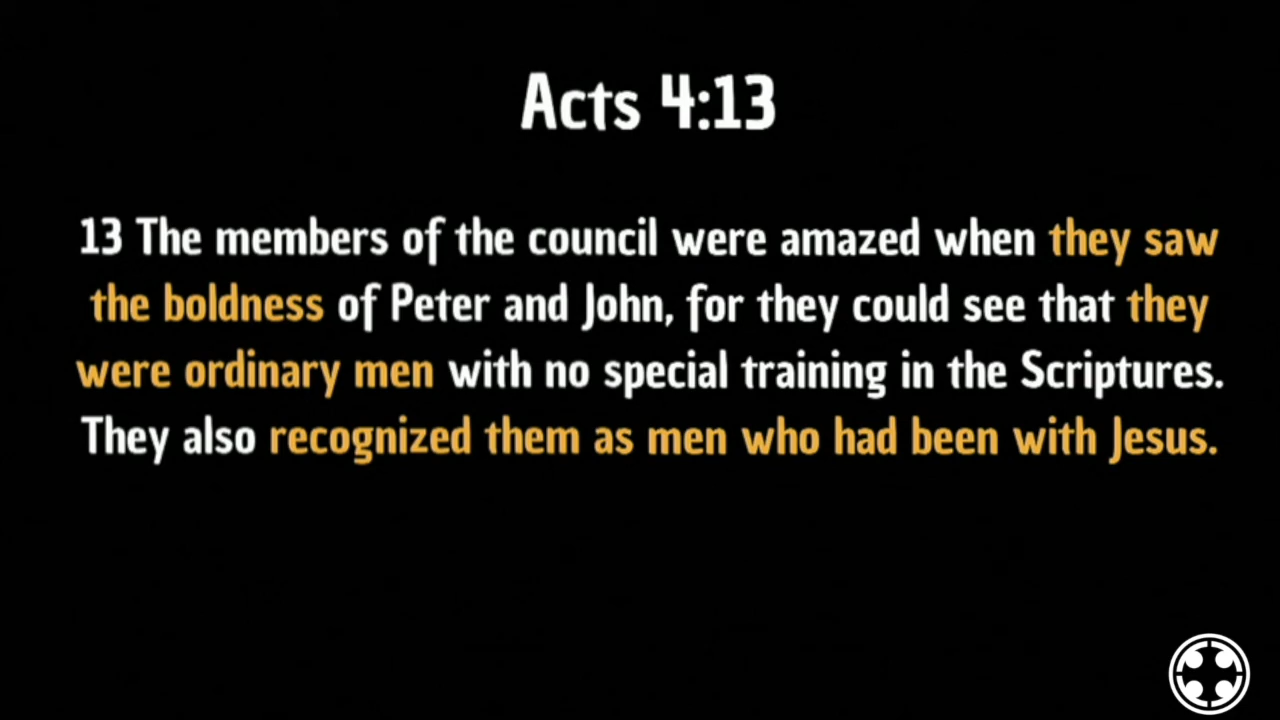 Acts 4:13
13 The members of the council were amazed when they saw
the boldness of Peter and John, for they could see that they
were ordinary men with no special training in the Scriptures.
They also recognized them as men who had been with Jesus.